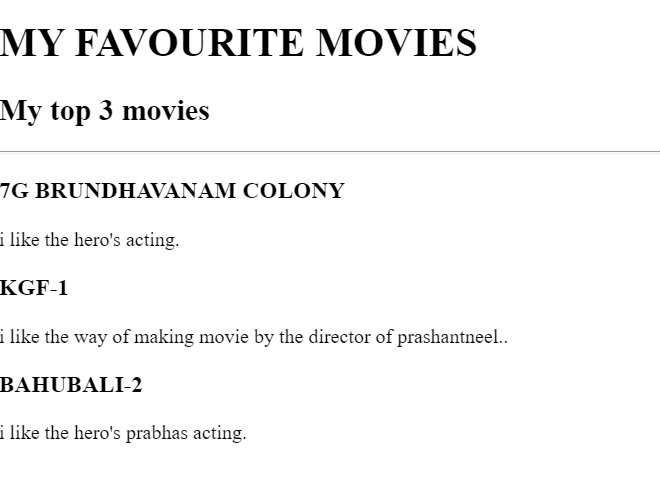 MY FAVOURITE MOVIES
My top 3 movies
7G BRUNDHAVANAM COLONY
i like the hero's acting.
KGF-1
i like the way of making movie by the director of prashantneel..
BAHUBALI-2
i like the hero's prabhas acting.